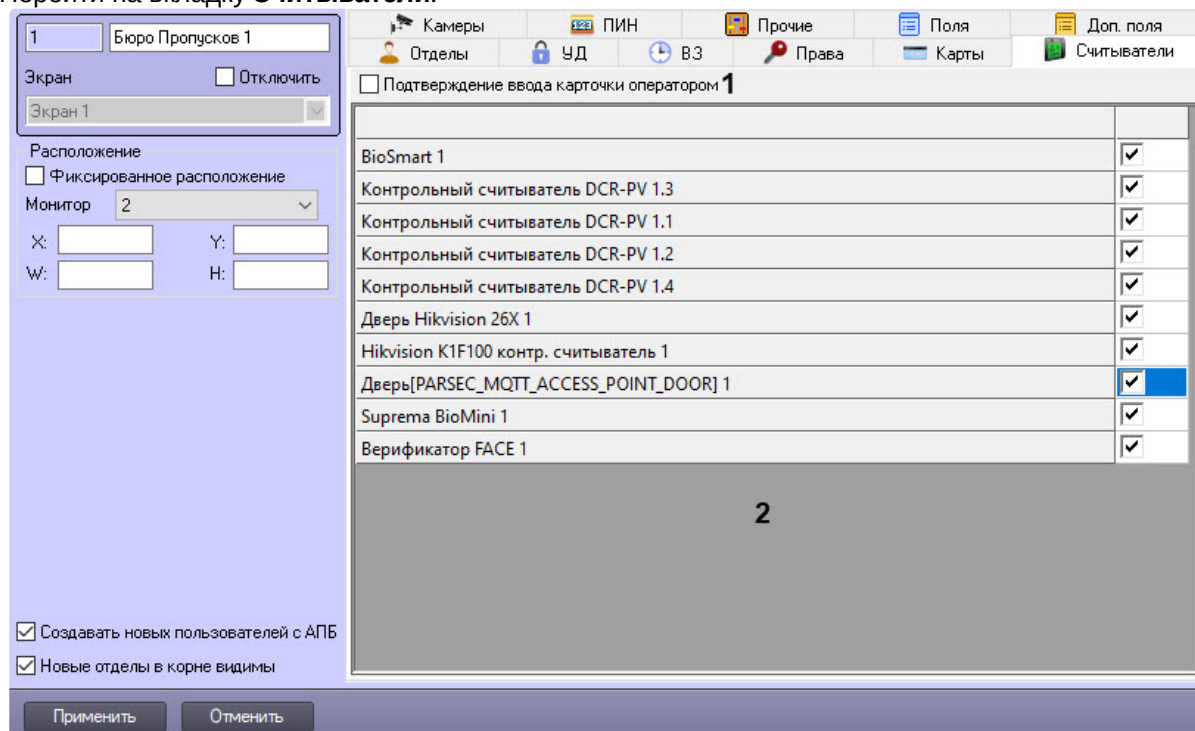 Перейти на вкладку Считыватели.
1 Бюро Пропусков 1
Экран Отключить
Экран 1
Расположение
Фиксированное расположение
Монитор 2
X: Y:
W: H:
Создавать новых пользователей с АПБ
Новые отделы в корне видимы
Камеры ПИН Прочие Поля Доп. поля
Отделы УД ВЗ Права Карты Считыватели
Подтверждение ввода карточки оператором 1
BioSmart 1
Контрольный считыватель DCR-PV 1.3
Контрольный считыватель DCR-PV 1.1
Контрольный считыватель DCR-PV 1.2
Контрольный считыватель DCR-PV 1.4
Дверь Hikvision 26X 1
Hikvision K1F100 контр. считыватель 1
Дверь[PARSEC_MQTT_ACCESS_POINT_DOOR] 1
Suprema BioMini 1
Верификатор FACE 1
2
Применить Отменить